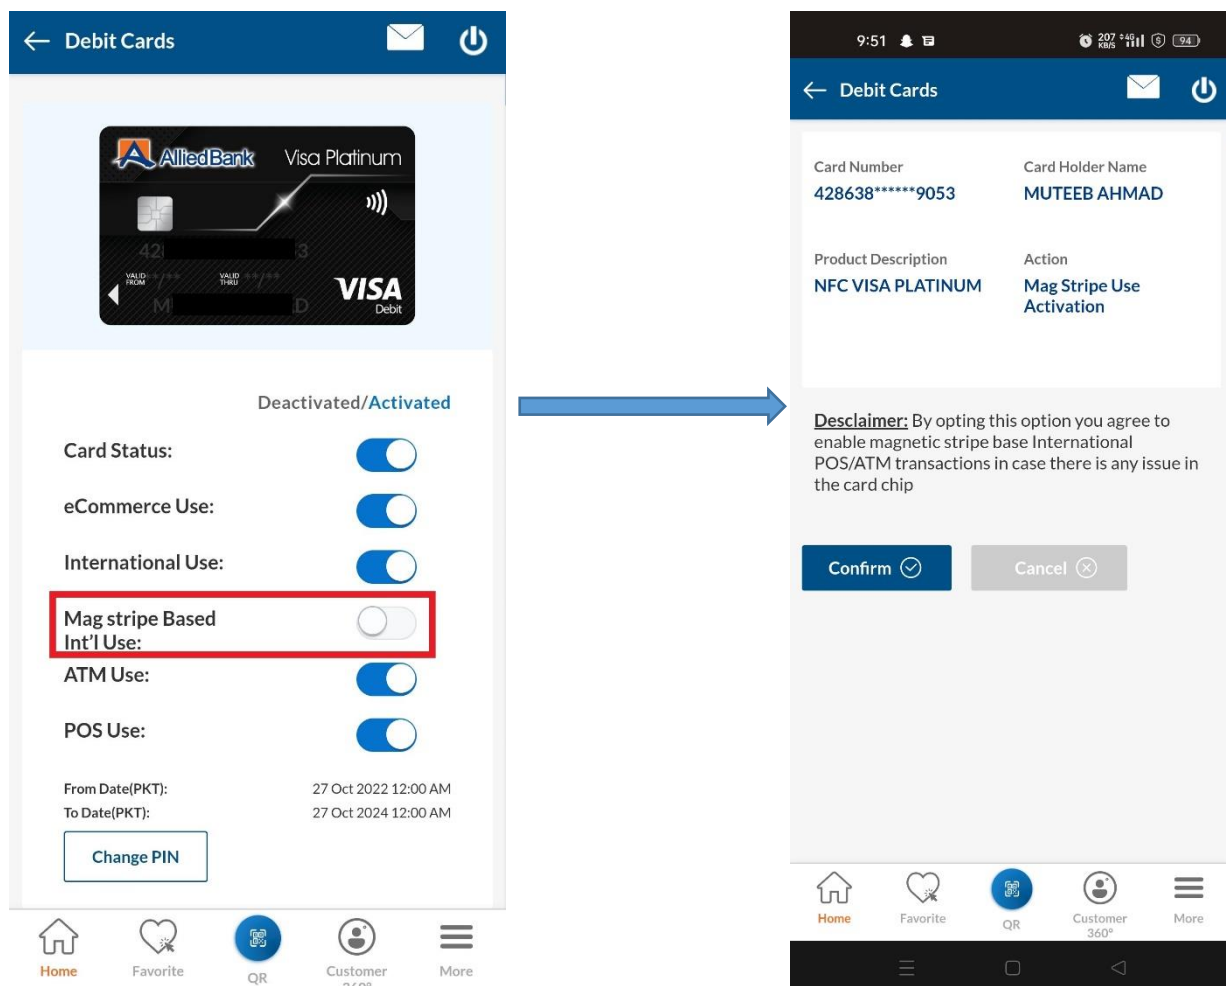 Debit Cards
AlliedBank Visa Platinum
42 3
VALID FROM **/** VALID THRU **/**
M D
VISA
Debit
Deactivated/Activated
Card Status:
eCommerce Use:
International Use:
Mag stripe Based
Int'l Use:
ATM Use:
POS Use:
From Date(PKT): 27 Oct 2022 12:00 AM
To Date(PKT): 27 Oct 2024 12:00 AM
Change PIN
Home Favorite QR Customer More
9:51 207 KB/S 4G 94
Debit Cards
Card Number Card Holder Name
428638******9053 MUTEEB AHMAD
Product Description Action
NFC VISA PLATINUM Mag Stripe Use
Activation
Desclaimer: By opting this option you agree to
enable magnetic stripe base International
POS/ATM transactions in case there is any issue in
the card chip
Confirm Cancel
Home Favorite QR Customer More
360°